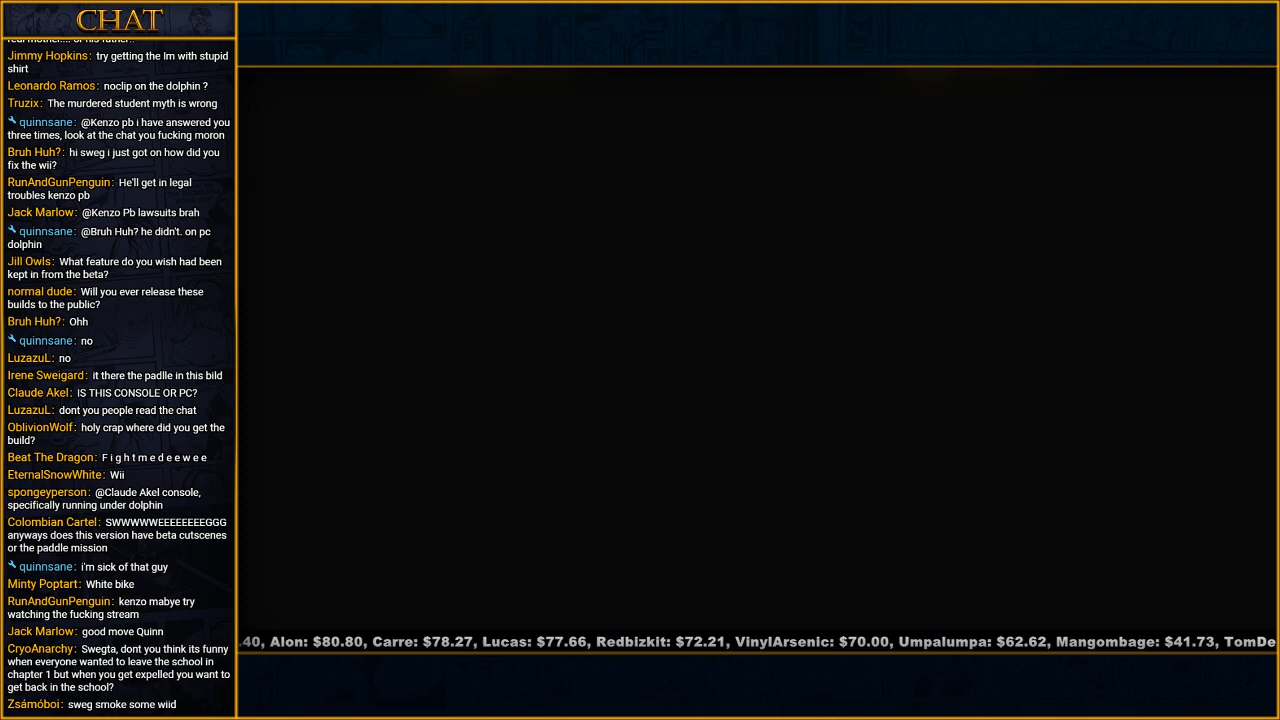 CHAT
real mother.... or his father..
Jimmy Hopkins: try getting the Im with stupid
shirt
Leonardo Ramos: noclip on the dolphin ?
Truzix: The murdered student myth is wrong
quinnsane: @Kenzo pb i have answered you
three times, look at the chat you fucking moron
Bruh Huh?: hi sweg i just got on how did you
fix the wii?
RunAndGunPenguin: He'll get in legal
troubles kenzo pb
Jack Marlow: @Kenzo Pb lawsuits brah
quinnsane: @Bruh Huh? he didn't. on pc
dolphin
Jill Owls: What feature do you wish had been
kept in from the beta?
normal dude: Will you ever release these
builds to the public?
Bruh Huh?: Ohh
quinnsane: no
LuzazuL: no
Irene Sweigard: it there the padlle in this bild
Claude Akel: IS THIS CONSOLE OR PC?
LuzazuL: dont you people read the chat
OblivionWolf: holy crap where did you get the
build?
Beat The Dragon: F i g h t m e d e e w e e
EternalSnowWhite: Wii
spongeyperson: @Claude Akel console,
specifically running under dolphin
Colombian Cartel: SWWWWWEEEEEEEEGGG
anyways does this version have beta cutscenes
or the paddle mission
quinnsane: i'm sick of that guy
Minty Poptart: White bike
RunAndGunPenguin: kenzo mabye try
watching the fucking stream
Jack Marlow: good move Quinn
CryoAnarchy: Swegta, dont you think its funny
when everyone wanted to leave the school in
chapter 1 but when you get expelled you want to
get back in the school?
Zsámóboi: sweg smoke some wiid
.40, Alon: $80.80, Carre: $78.27, Lucas: $77.66, Redbizkit: $72.21, VinylArsenic: $70.00, Umpalumpa: $62.62, Mangombage: $41.73, TomDe